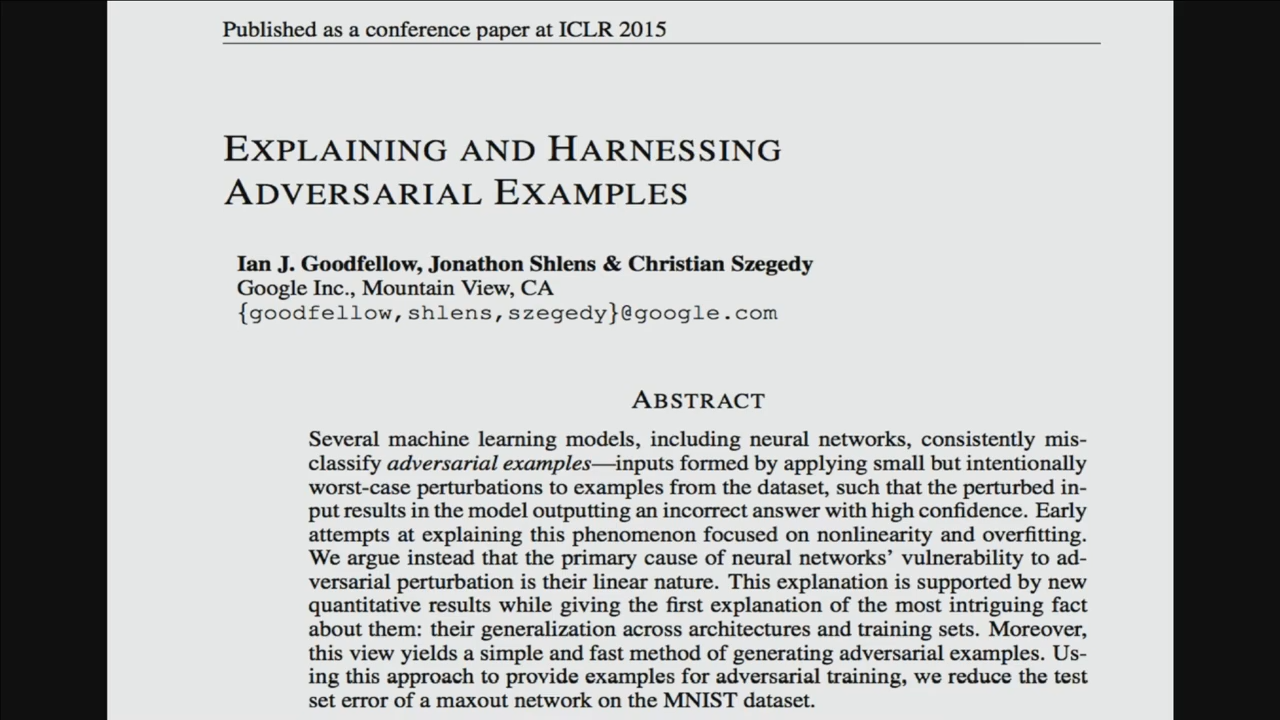 Published as a conference paper at ICLR 2015
EXPLAINING AND HARNESSING
ADVERSARIAL EXAMPLES
Ian J. Goodfellow, Jonathon Shlens & Christian Szegedy
Google Inc., Mountain View, CA
{goodfellow,shlens,szegedy}@google.com
ABSTRACT
Several machine learning models, including neural networks, consistently mis-
classify adversarial examples—inputs formed by applying small but intentionally
worst-case perturbations to examples from the dataset, such that the perturbed in-
put results in the model outputting an incorrect answer with high confidence. Early
attempts at explaining this phenomenon focused on nonlinearity and overfitting.
We argue instead that the primary cause of neural networks' vulnerability to ad-
versarial perturbation is their linear nature. This explanation is supported by new
quantitative results while giving the first explanation of the most intriguing fact
about them: their generalization across architectures and training sets. Moreover,
this view yields a simple and fast method of generating adversarial examples. Us-
ing this approach to provide examples for adversarial training, we reduce the test
set error of a maxout network on the MNIST dataset.